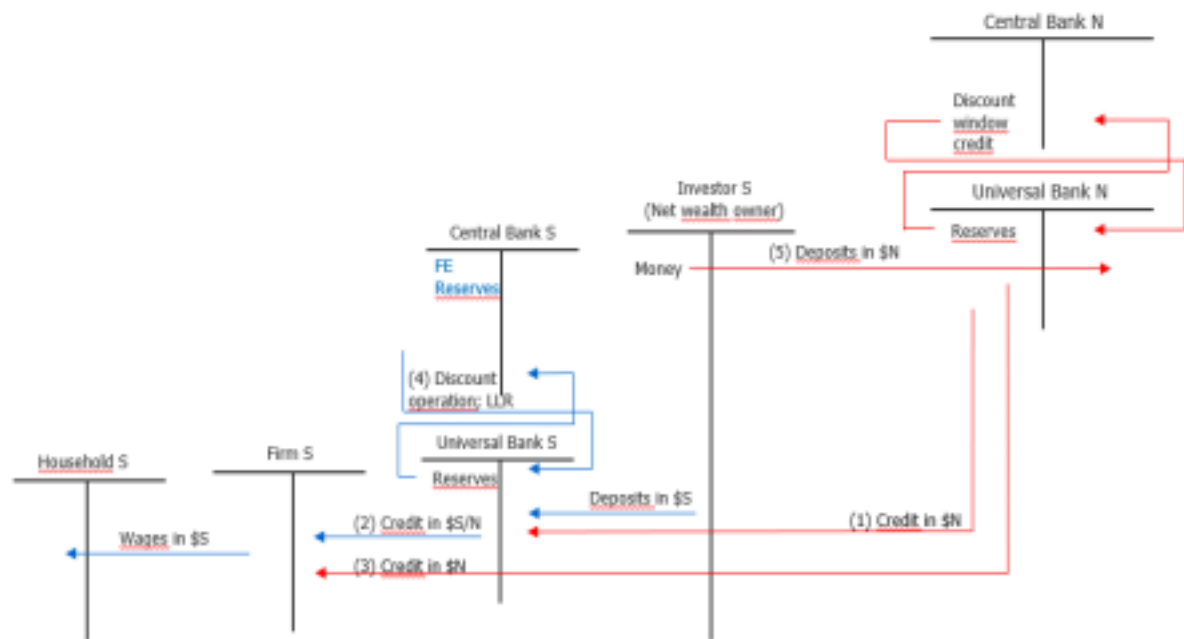 Central Bank N
Discount
window
credit
Universal Bank N
Reserves
Investor S
(Net wealth owner)
Money
(5) Deposits in $N
Central Bank S
FE
Reserves
(4) Discount
operation; LLR
Universal Bank S
Reserves
Deposits in $S
(1) Credit in $N
Firm S
(2) Credit in $S/N
(3) Credit in $N
Household S
Wages in $S